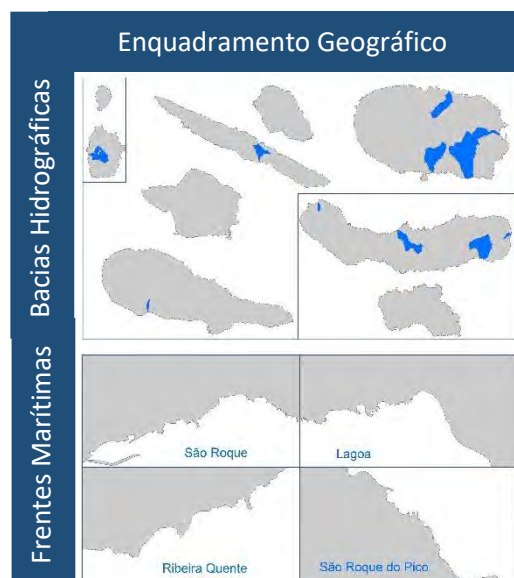 Enquadramento Geográfico
Bacias Hidrográficas
Frentes Marítimas
São Roque
Lagoa
Ribeira Quente
São Roque do Pico